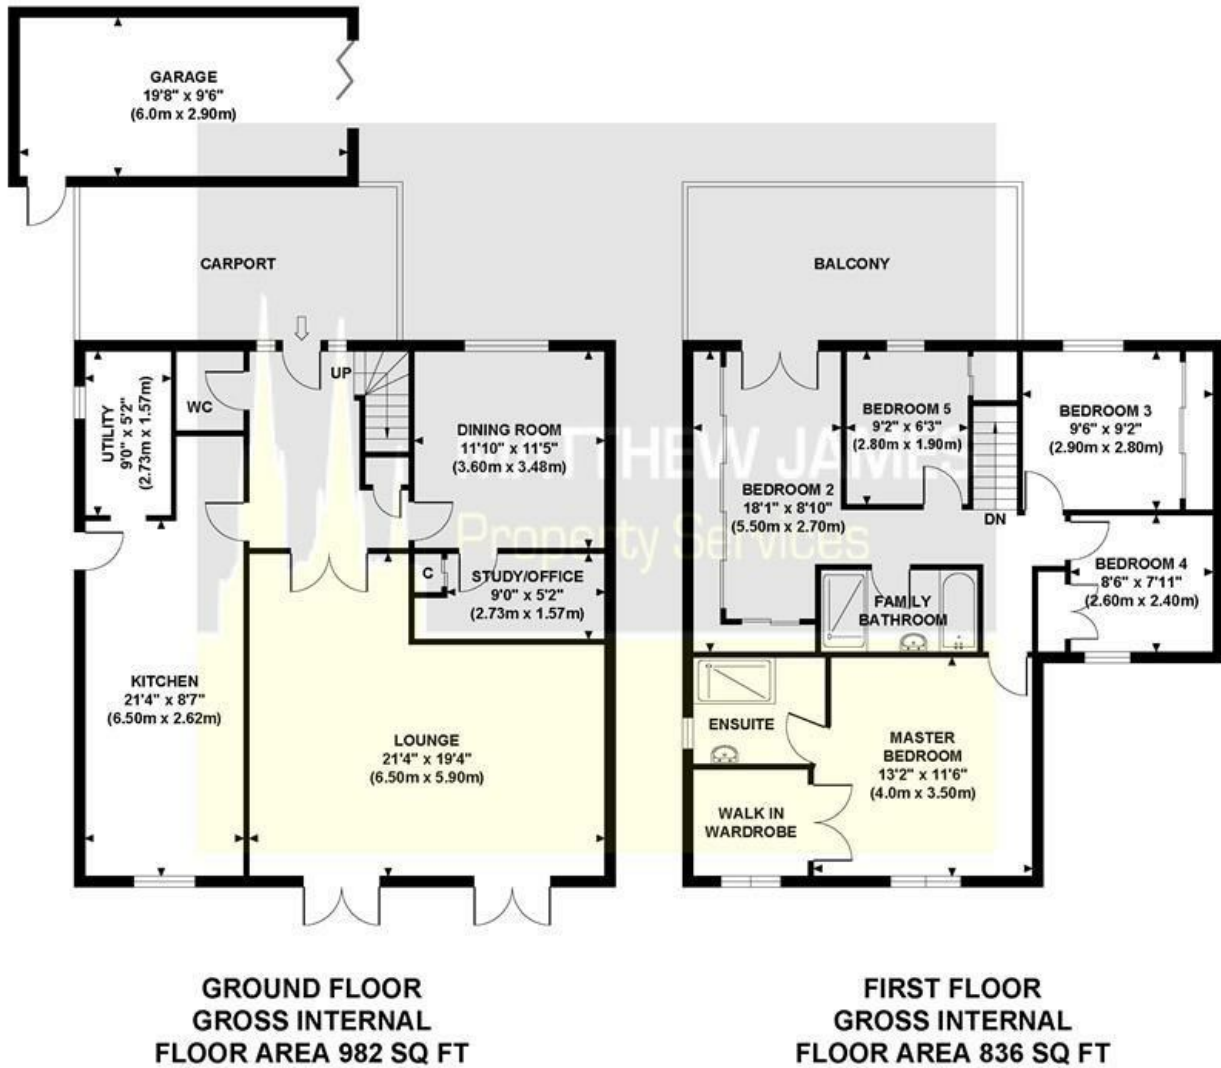 GARAGE
19'8" x 9'6"
(6.0m x 2.90m)
CARPORT
BALCONY
UP
WC
UTILITY
9'0" x 5'2"
(2.73m x 1.57m)
DINING ROOM
11'10" x 11'5"
(3.60m x 3.48m)
BEDROOM 5
9'2" x 6'3"
(2.80m x 1.90m)
BEDROOM 3
9'6" x 9'2"
(2.90m x 2.80m)
MATTHEW JAMES
Property Services
BEDROOM 2
18'1" x 8'10"
(5.50m x 2.70m)
DN
C
STUDY/OFFICE
9'0" x 5'2"
(2.73m x 1.57m)
FAMILY
BATHROOM
BEDROOM 4
8'6" x 7'11"
(2.60m x 2.40m)
KITCHEN
21'4" x 8'7"
(6.50m x 2.62m)
LOUNGE
21'4" x 19'4"
(6.50m x 5.90m)
ENSUITE
MASTER
BEDROOM
13'2" x 11'6"
(4.0m x 3.50m)
WALK IN
WARDROBE
GROUND FLOOR
GROSS INTERNAL
FLOOR AREA 982 SQ FT
FIRST FLOOR
GROSS INTERNAL
FLOOR AREA 836 SQ FT